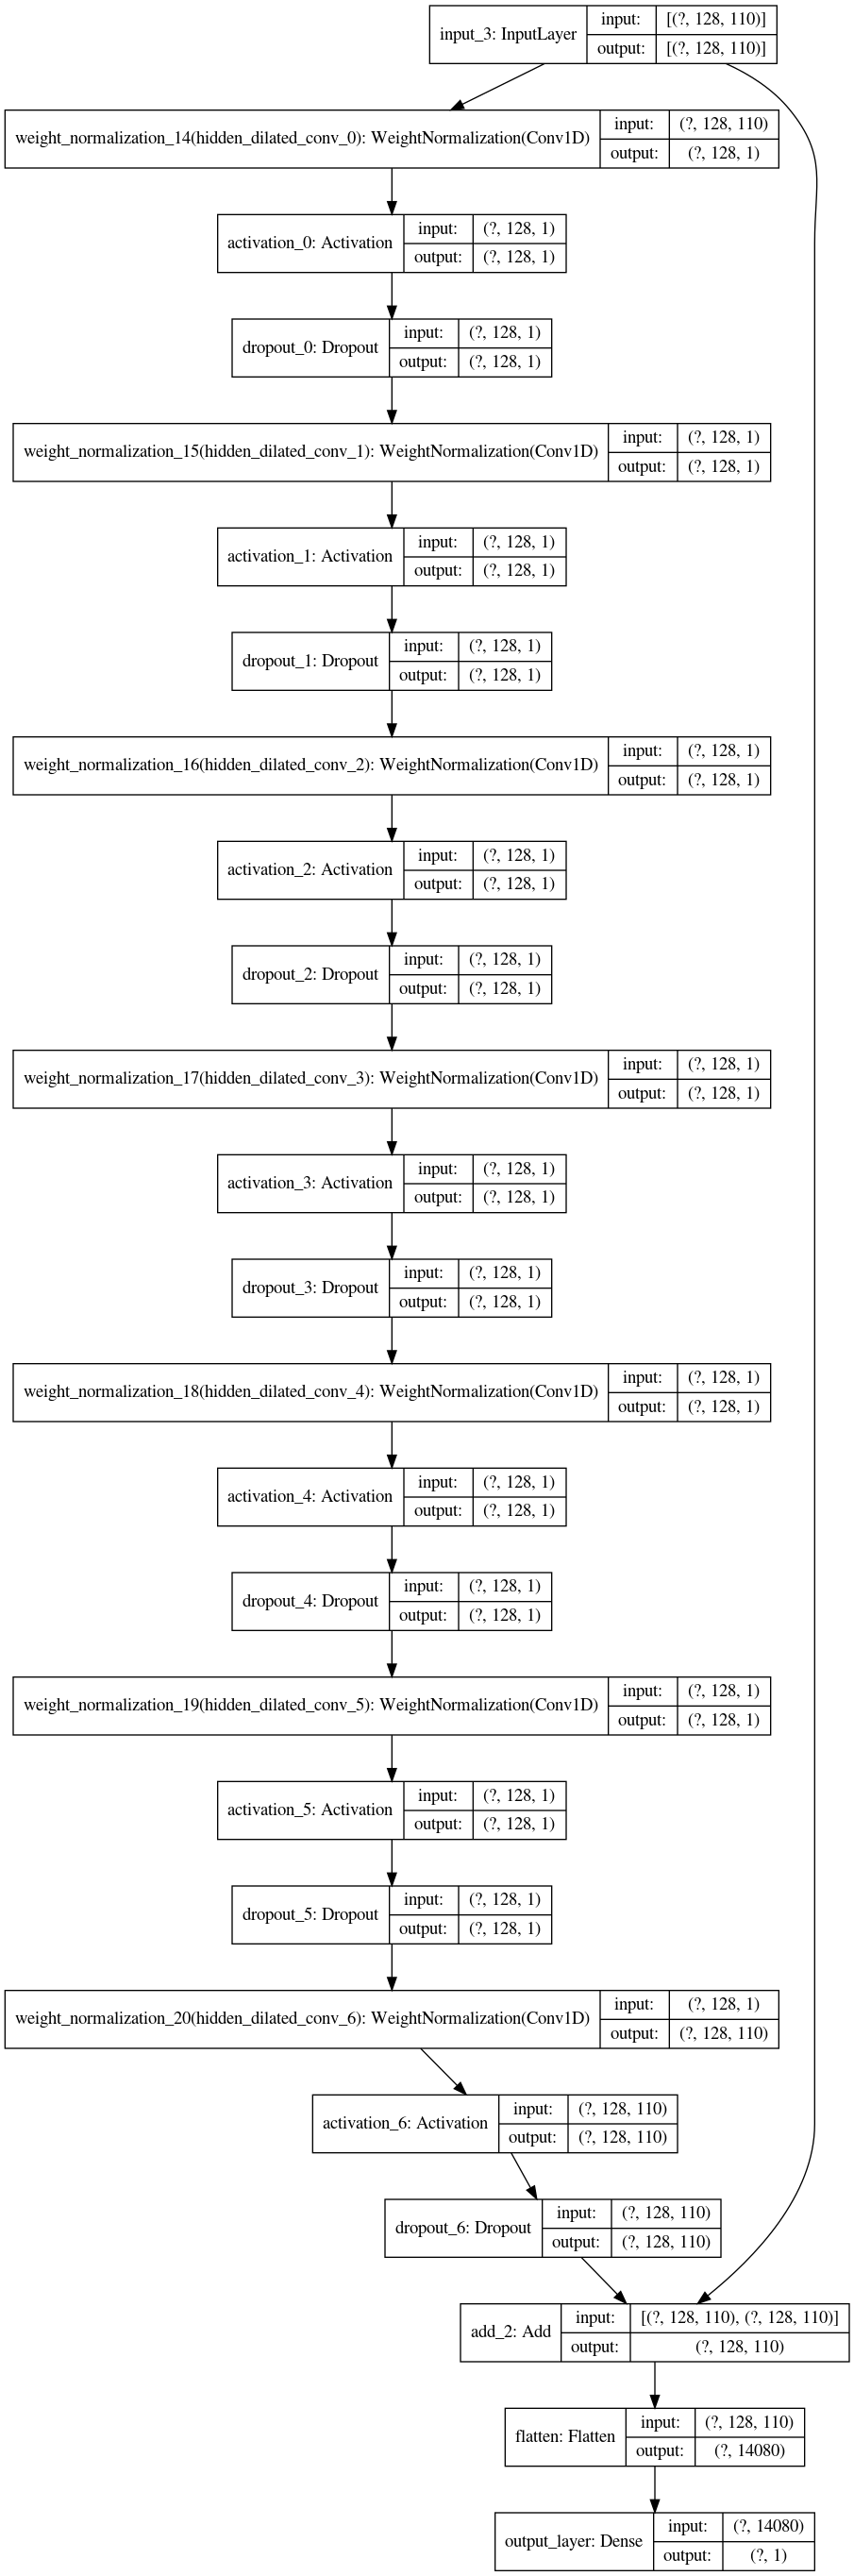 input_3: InputLayer
input: [(?, 128, 110)]
output: [(?, 128, 110)]
weight_normalization_14(hidden_dilated_conv_0): WeightNormalization(Conv1D)
input: (?, 128, 110)
output: (?, 128, 1)
activation_0: Activation
input: (?, 128, 1)
output: (?, 128, 1)
dropout_0: Dropout
input: (?, 128, 1)
output: (?, 128, 1)
weight_normalization_15(hidden_dilated_conv_1): WeightNormalization(Conv1D)
input: (?, 128, 1)
output: (?, 128, 1)
activation_1: Activation
input: (?, 128, 1)
output: (?, 128, 1)
dropout_1: Dropout
input: (?, 128, 1)
output: (?, 128, 1)
weight_normalization_16(hidden_dilated_conv_2): WeightNormalization(Conv1D)
input: (?, 128, 1)
output: (?, 128, 1)
activation_2: Activation
input: (?, 128, 1)
output: (?, 128, 1)
dropout_2: Dropout
input: (?, 128, 1)
output: (?, 128, 1)
weight_normalization_17(hidden_dilated_conv_3): WeightNormalization(Conv1D)
input: (?, 128, 1)
output: (?, 128, 1)
activation_3: Activation
input: (?, 128, 1)
output: (?, 128, 1)
dropout_3: Dropout
input: (?, 128, 1)
output: (?, 128, 1)
weight_normalization_18(hidden_dilated_conv_4): WeightNormalization(Conv1D)
input: (?, 128, 1)
output: (?, 128, 1)
activation_4: Activation
input: (?, 128, 1)
output: (?, 128, 1)
dropout_4: Dropout
input: (?, 128, 1)
output: (?, 128, 1)
weight_normalization_19(hidden_dilated_conv_5): WeightNormalization(Conv1D)
input: (?, 128, 1)
output: (?, 128, 1)
activation_5: Activation
input: (?, 128, 1)
output: (?, 128, 1)
dropout_5: Dropout
input: (?, 128, 1)
output: (?, 128, 1)
weight_normalization_20(hidden_dilated_conv_6): WeightNormalization(Conv1D)
input: (?, 128, 1)
output: (?, 128, 110)
activation_6: Activation
input: (?, 128, 110)
output: (?, 128, 110)
dropout_6: Dropout
input: (?, 128, 110)
output: (?, 128, 110)
add_2: Add
input: [(?, 128, 110), (?, 128, 110)]
output: (?, 128, 110)
flatten: Flatten
input: (?, 128, 110)
output: (?, 14080)
output_layer: Dense
input: (?, 14080)
output: (?, 1)